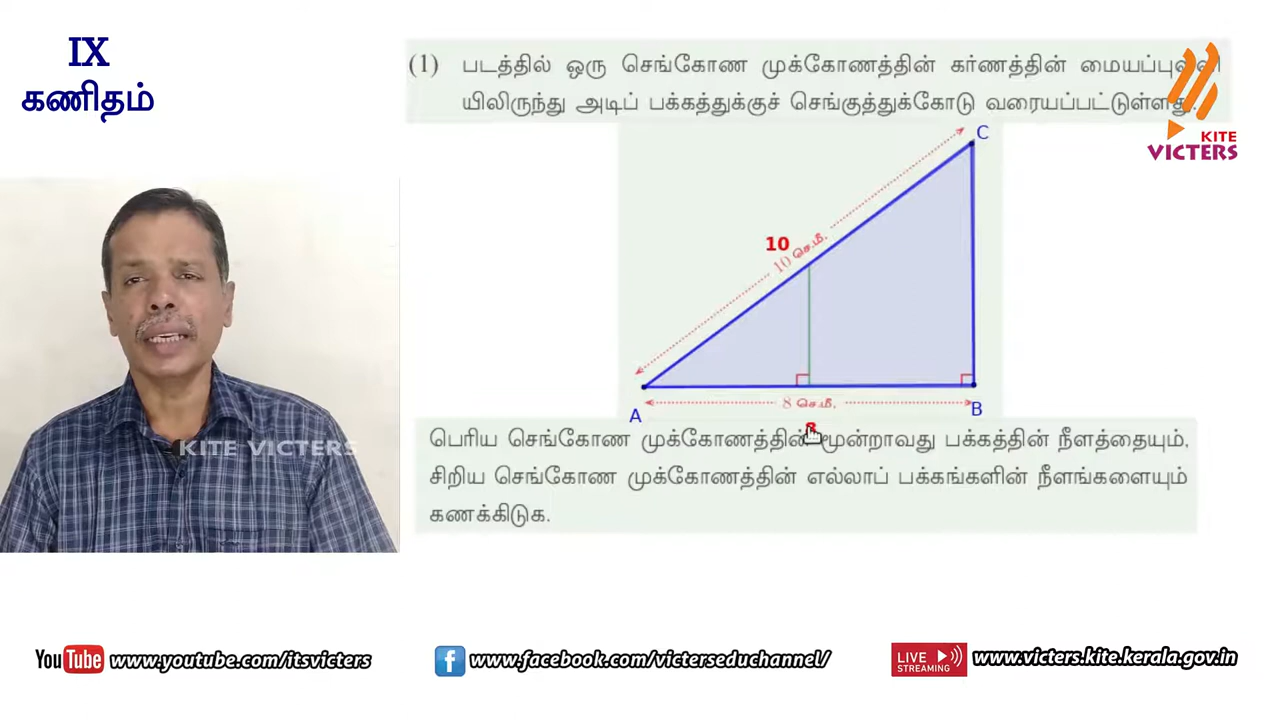 IX
கணிதம்
(1) படத்தில் ஒரு செங்கோண முக்கோணத்தின் கர்ணத்தின் மையப்புள்ளி
யிலிருந்து அடிப் பக்கத்துக்குச் செங்குத்துக்கோடு வரையப்பட்டுள்ளது.
KITE
VICTERS
C
10
10 செ.மீ.
8 செ.மீ.
A
B
8
பெரிய செங்கோண முக்கோணத்தின் மூன்றாவது பக்கத்தின் நீளத்தையும்,
சிறிய செங்கோண முக்கோணத்தின் எல்லாப் பக்கங்களின் நீளங்களையும்
கணக்கிடுக.
KITE VICTERS
YouTube www.youtube.com/itsvicters
f www.facebook.com/victerseduchannel/
LIVE STREAMING www.victers.kite.kerala.gov.in